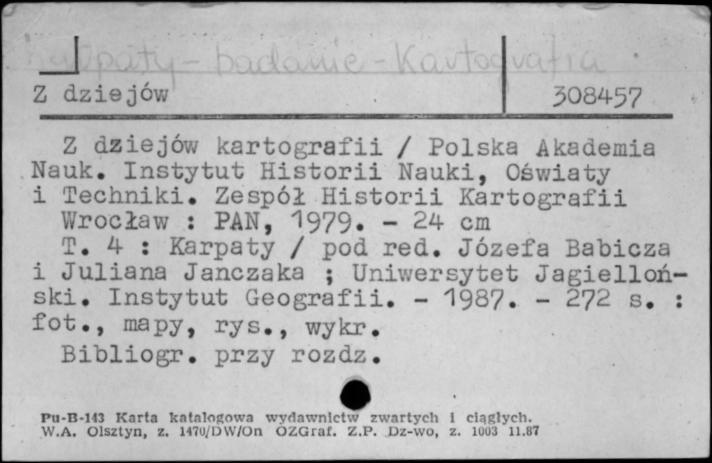 Karpaty - badanie - Kartografia
Z dziejów 308457
Z dziejów kartografii / Polska Akademia
Nauk. Instytut Historii Nauki, Oświaty
i Techniki. Zespół Historii Kartografii
Wrocław : PAN, 1979. - 24 cm
T. 4 : Karpaty / pod red. Józefa Babicza
i Juliana Janczaka ; Uniwersytet Jagielloń-
ski. Instytut Geografii. - 1987. - 272 s. :
fot., mapy, rys., wykr.
Bibliogr. przy rozdz.
Pu-B-143 Karta katalogowa wydawnictw zwartych i ciągłych.
W.A. Olsztyn, z. 1470/DW/On OZGraf. Z.P. Dz-wo, z. 1003 11.87